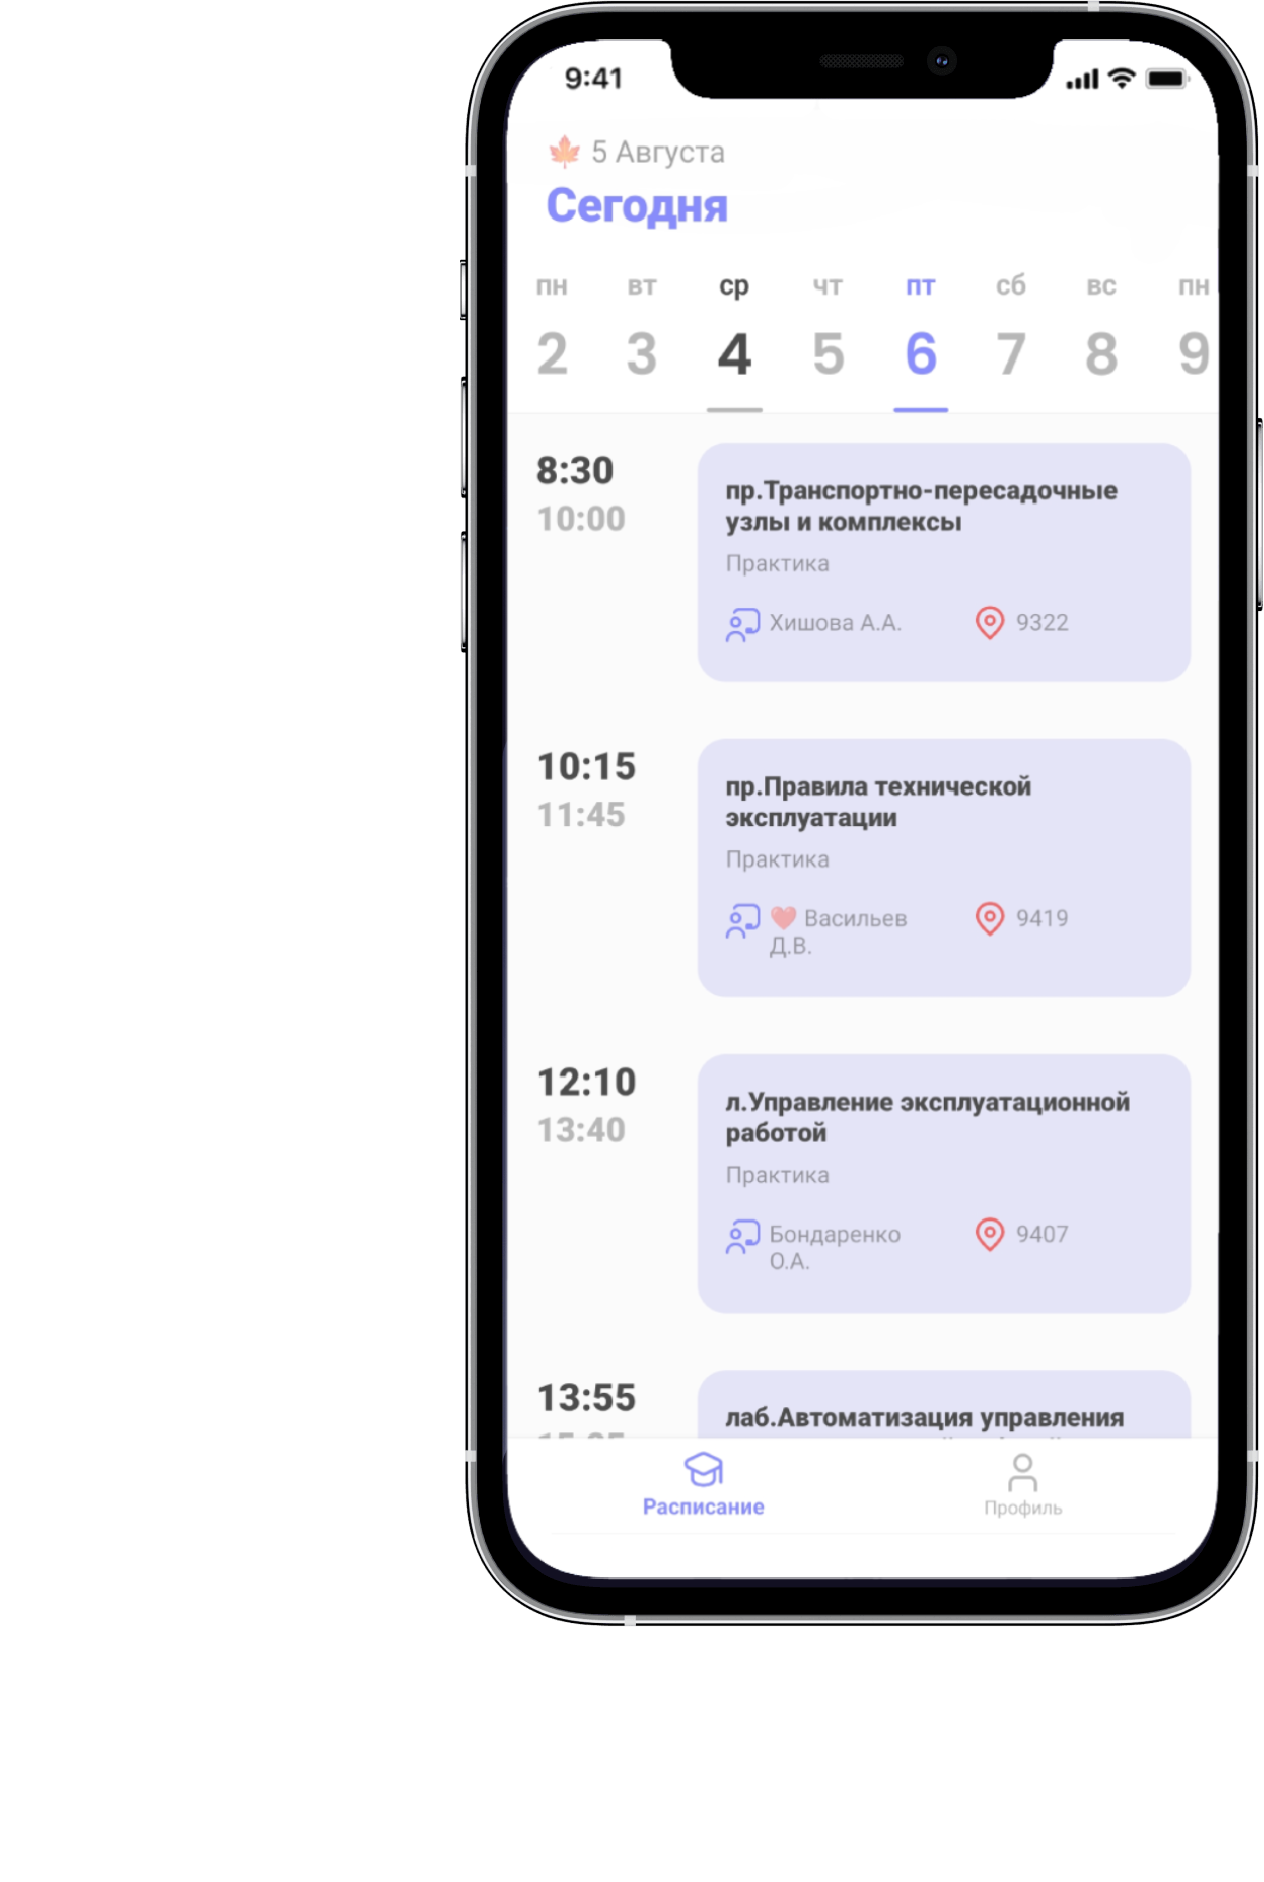 9:41
🍁 5 Августа
Сегодня
пн вт ср чт пт сб вс пн
2 3 4 5 6 7 8 9
8:30
10:00
пр.Транспортно-пересадочные
узлы и комплексы
Практика
Хишова А.А. 9322
10:15
11:45
пр.Правила технической
эксплуатации
Практика
❤️ Васильев 9419
Д.В.
12:10
13:40
л.Управление эксплуатационной
работой
Практика
Бондаренко 9407
О.А.
13:55
лаб.Автоматизация управления
Расписание Профиль